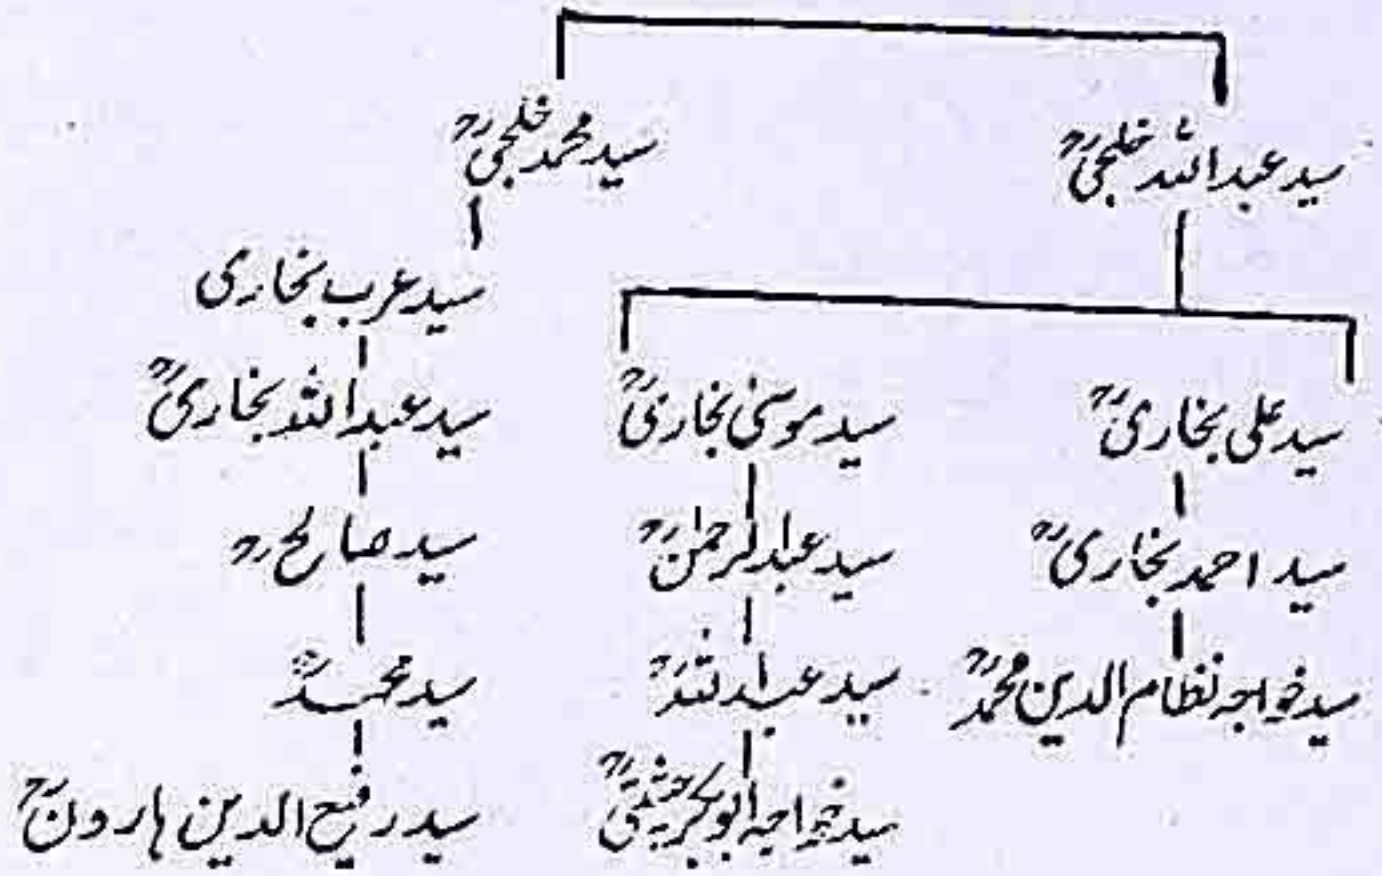 سید عبداللہ خلجیؒ
سید محمد خلجیؒ
سید عرب بخاری
سید علی بخاریؒ
سید موسیٰ بخاریؒ
سید عبداللہ بخاریؒ
سید احمد بخاریؒ
سید عبدالرحمٰنؒ
سید صالحؒ
سید خواجہ نظام الدین محمدؒ
سید عبداللہؒ
سید محمدؒ
سید خواجہ ابوبکر چشتیؒ
سید رفیع الدین ہارونؒ